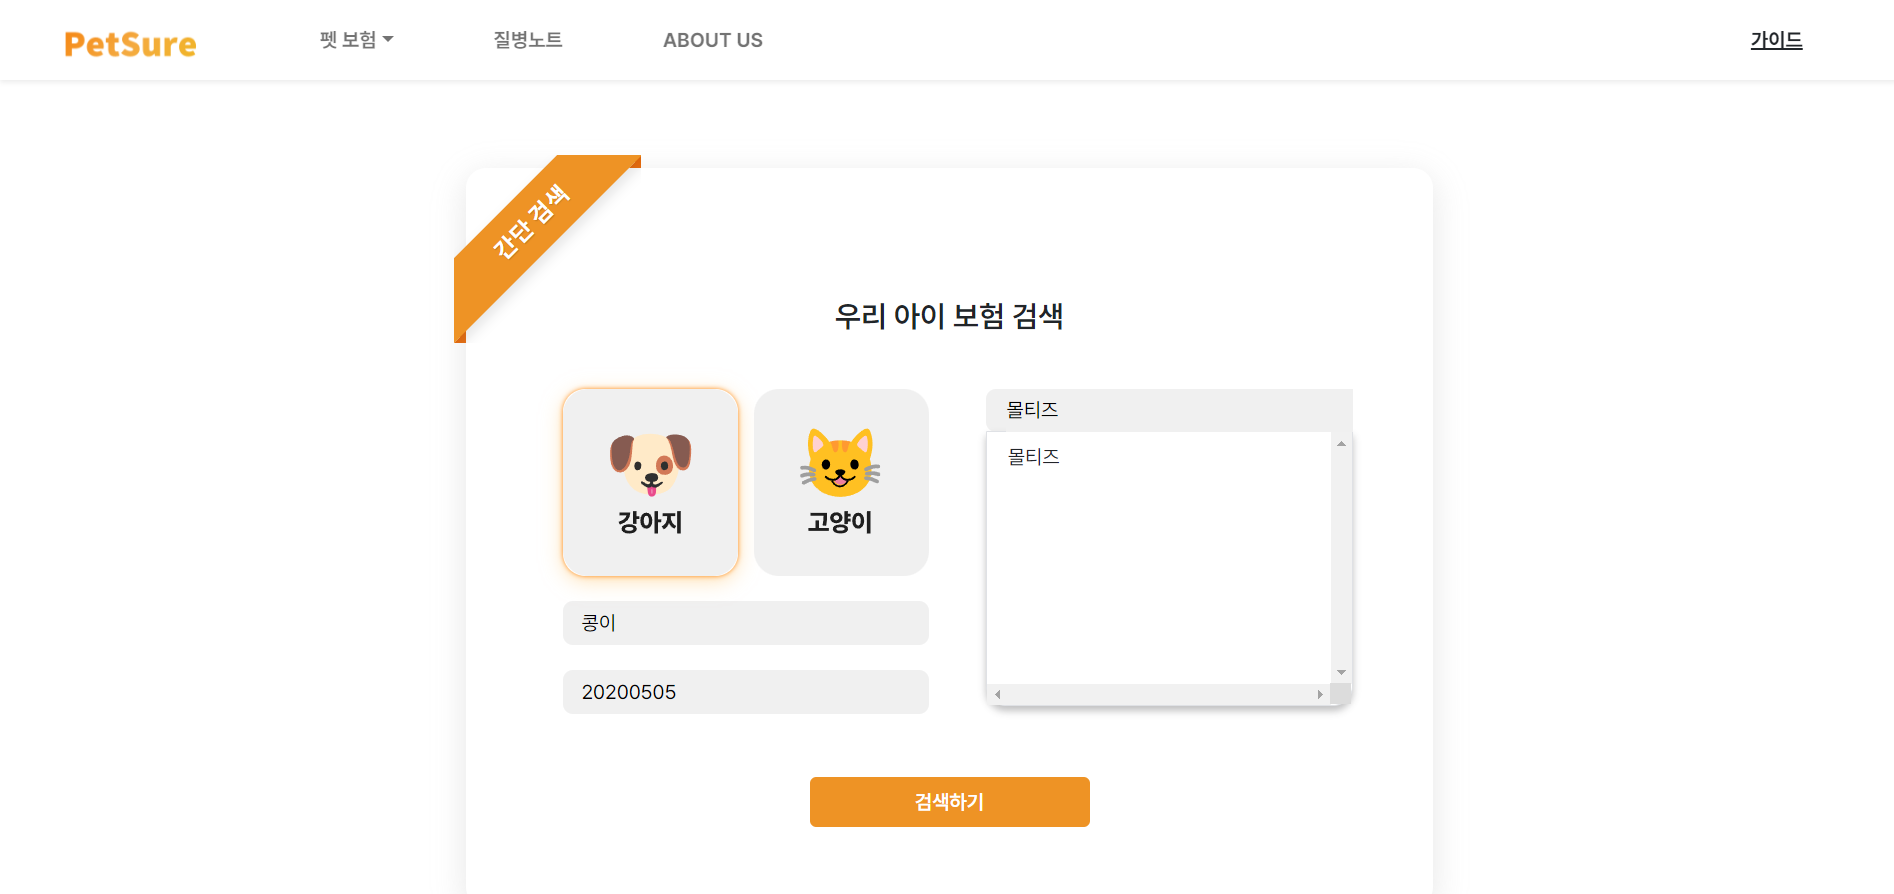 PetSure
펫 보험
질병노트
ABOUT US
가이드
간단 검색
우리 아이 보험 검색
강아지
고양이
몰티즈
몰티즈
콩이
20200505
검색하기